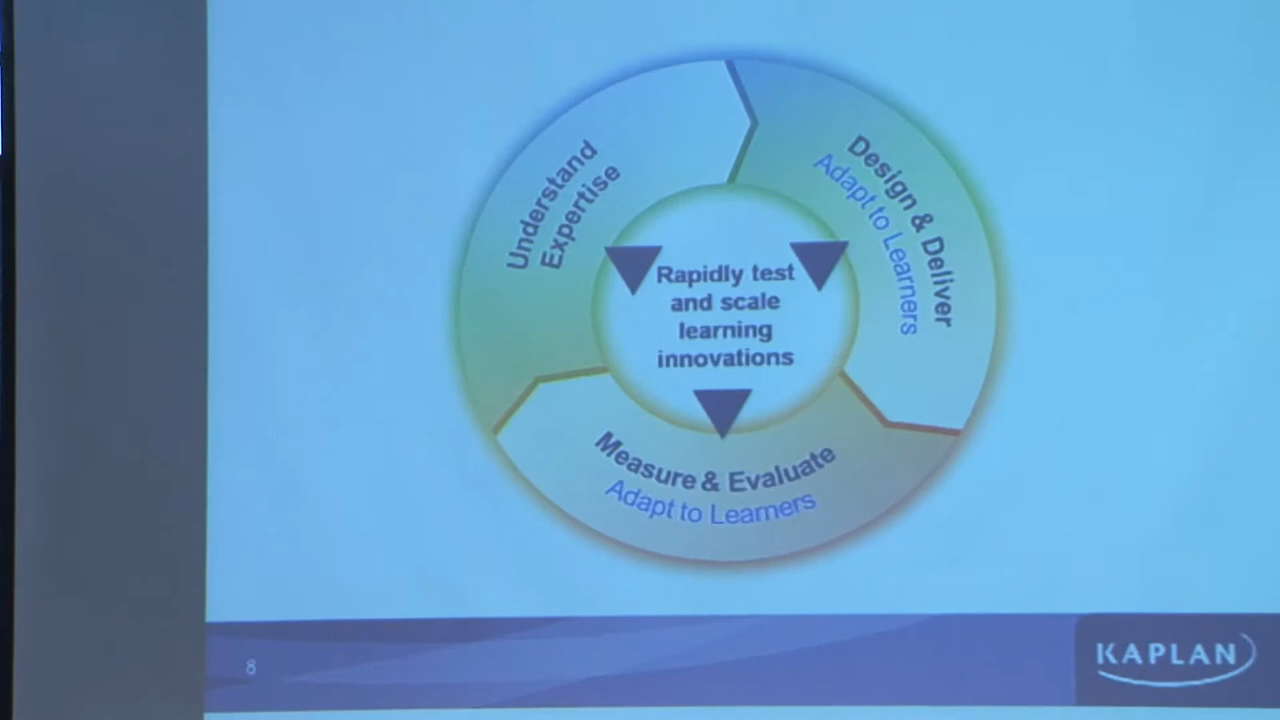 Understand
Expertise
Design & Deliver
Adapt to Learners
Rapidly test
and scale
learning
innovations
Measure & Evaluate
Adapt to Learners
8
KAPLAN